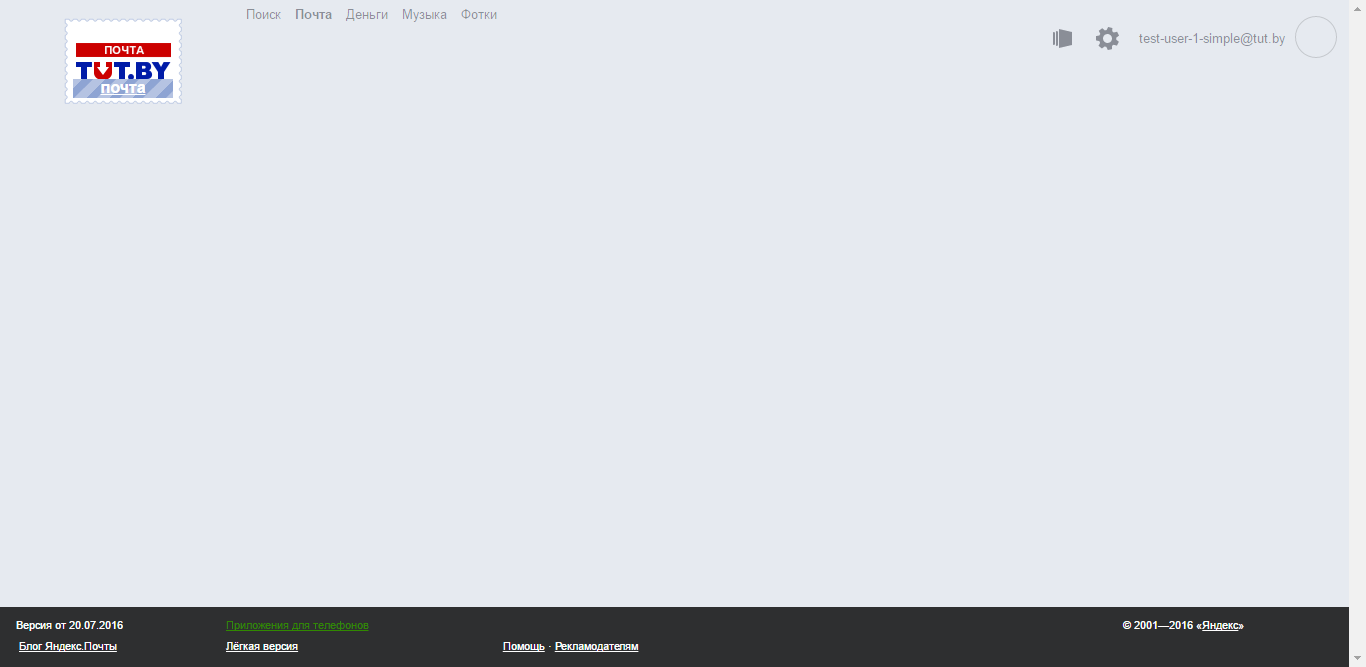 Поиск Почта Деньги Музыка Фотки
test-user-1-simple@tut.by
ПОЧТА
TUT.BY
почта
Версия от 20.07.2016 Приложения для телефонов © 2001—2016 «Яндекс»
Блог Яндекс.Почты Лёгкая версия Помощь · Рекламодателям